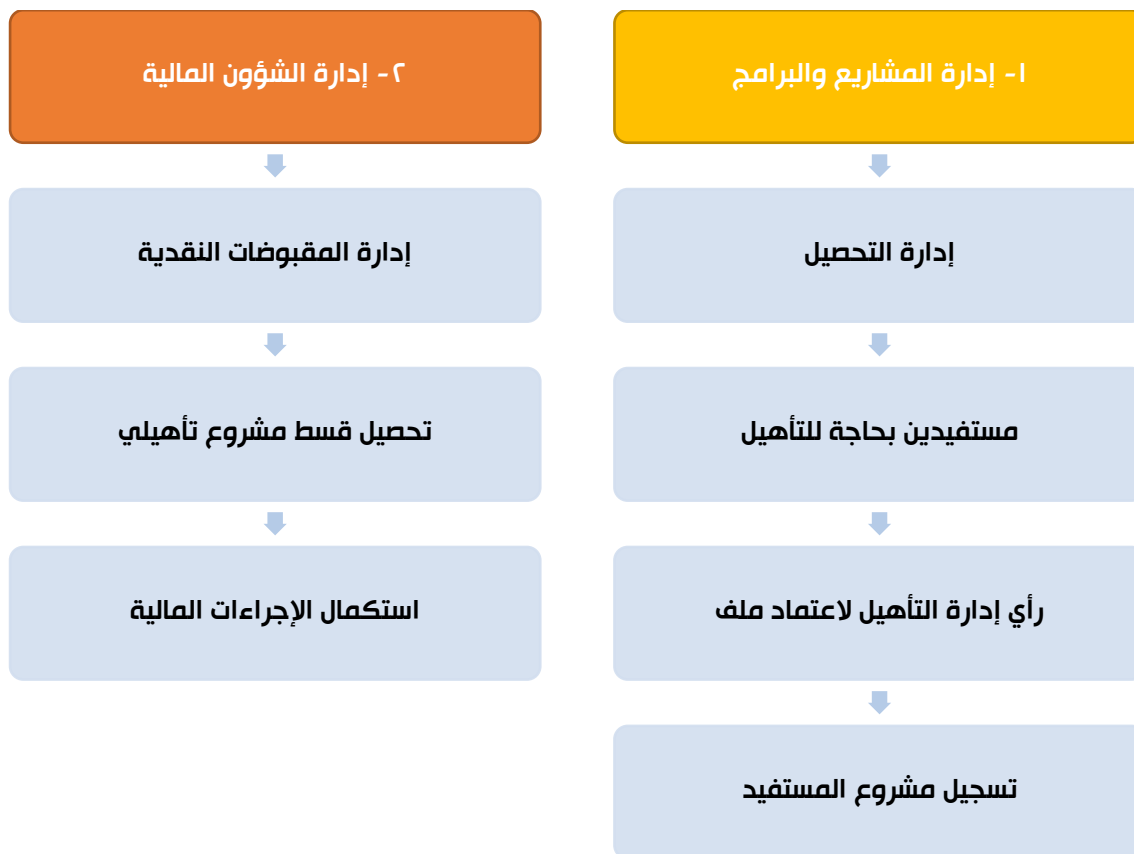 ١- إدارة المشاريع والبرامج
إدارة التحصيل
مستفيدين بحاجة للتأهيل
رأي إدارة التأهيل لاعتماد ملف
تسجيل مشروع المستفيد
٢- إدارة الشؤون المالية
إدارة المقبوضات النقدية
تحصيل قسط مشروع تأهيلي
استكمال الإجراءات المالية